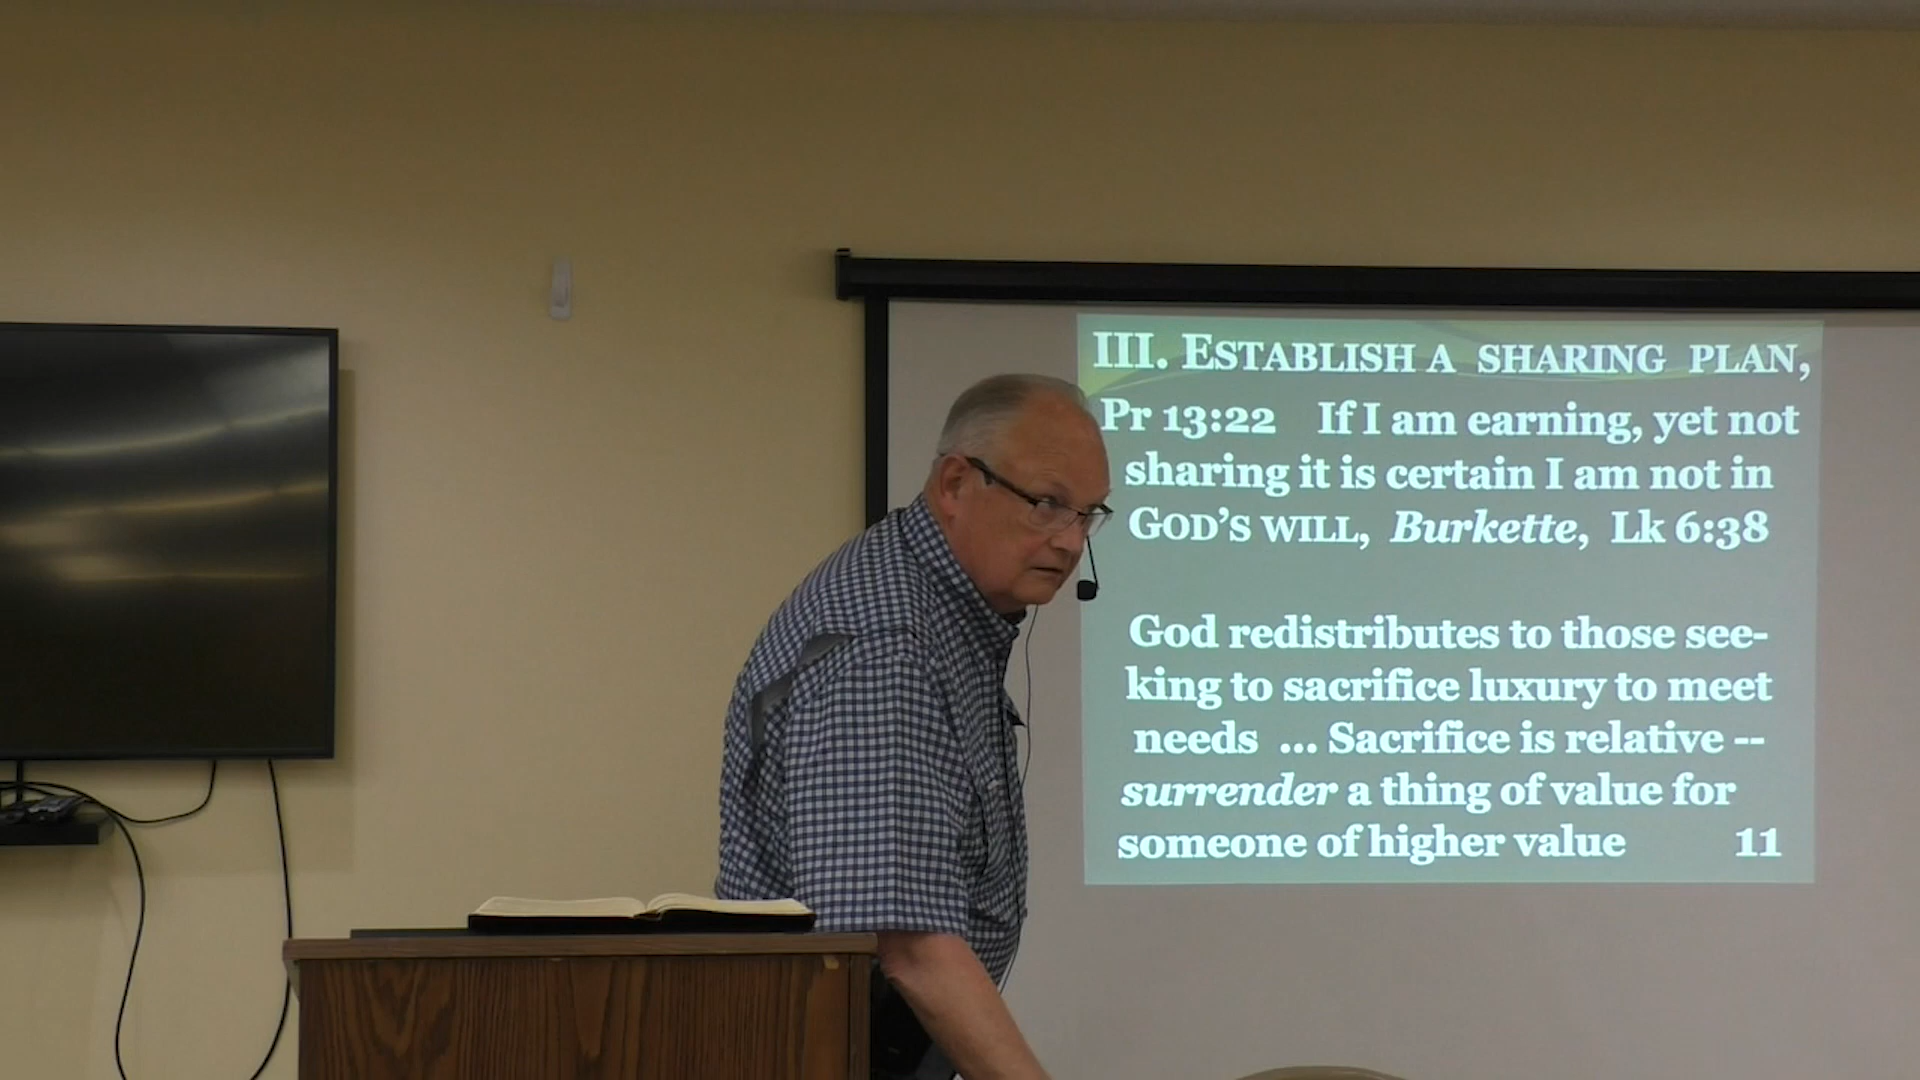 III. ESTABLISH A SHARING PLAN,
Pr 13:22 If I am earning, yet not
sharing it is certain I am not in
GOD'S WILL, Burkette, Lk 6:38
God redistributes to those see-
king to sacrifice luxury to meet
needs ... Sacrifice is relative --
surrender a thing of value for
someone of higher value 11